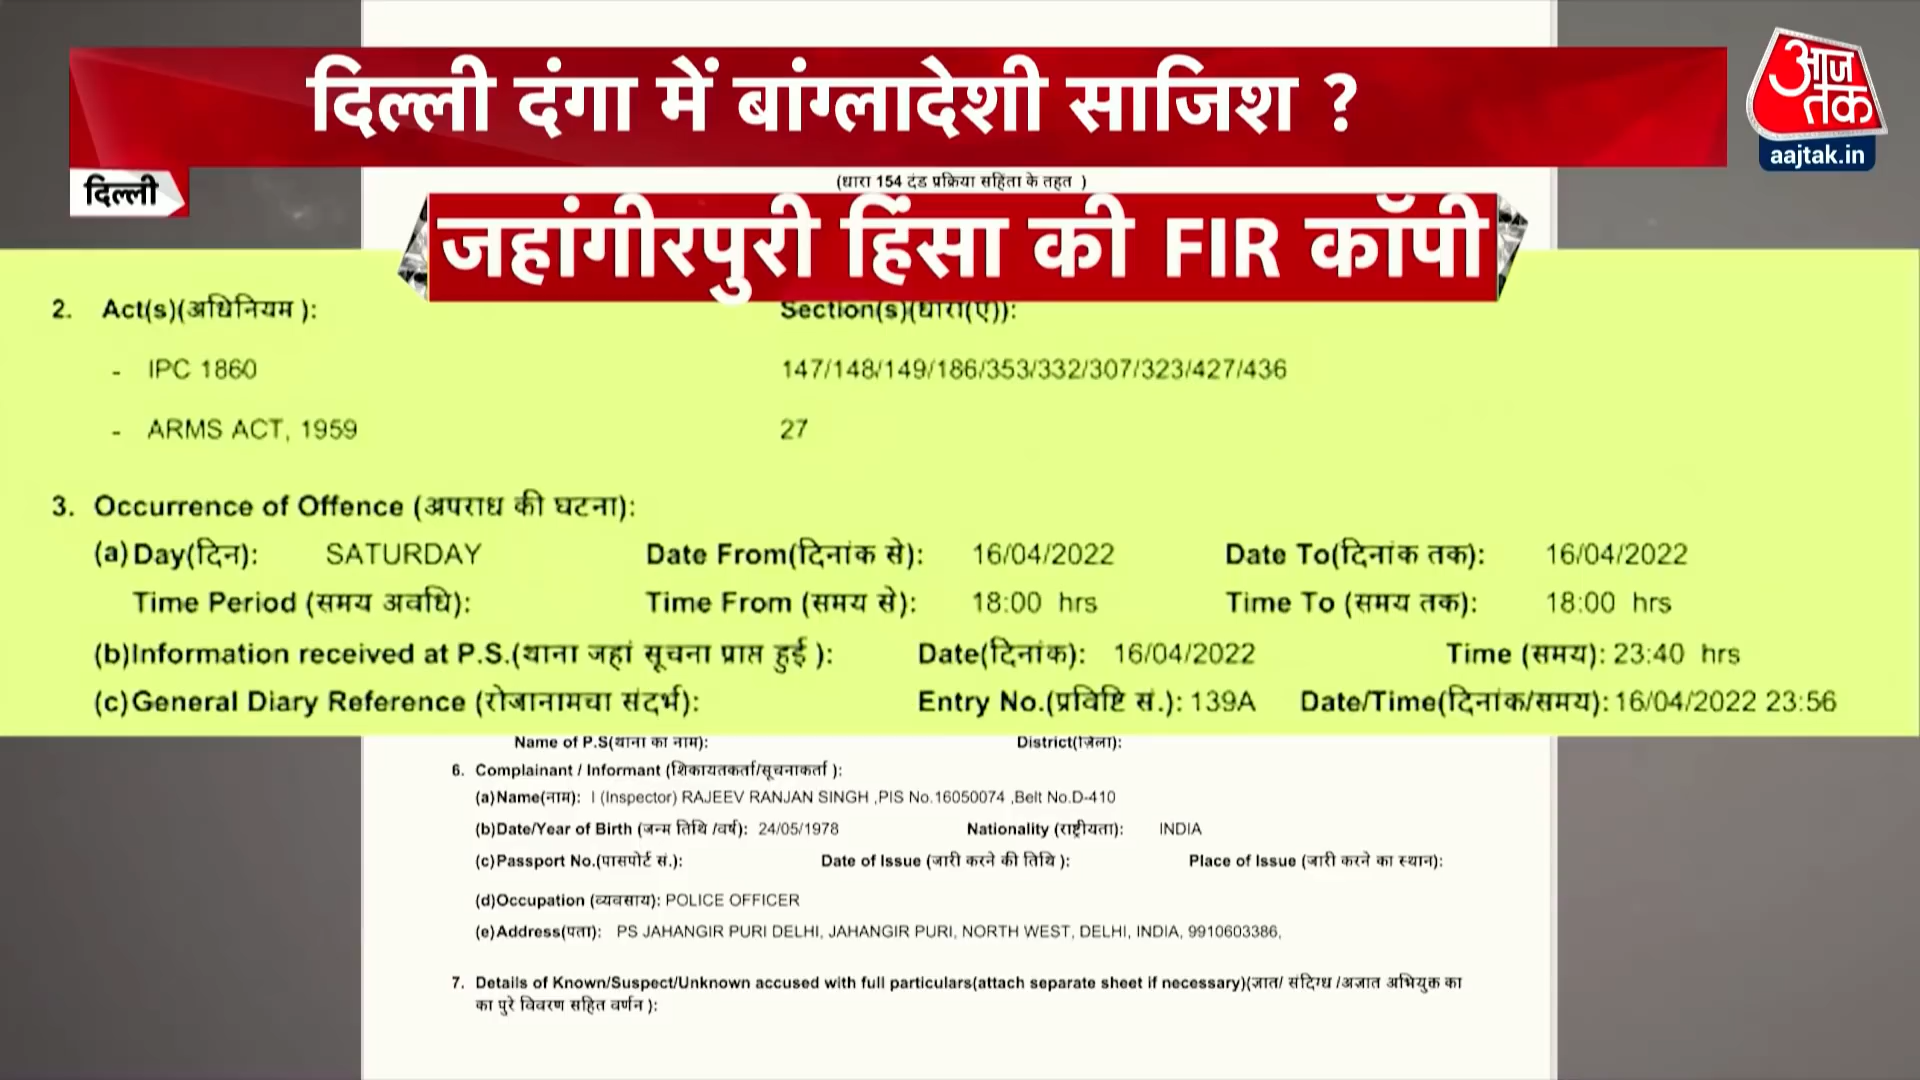 दिल्ली दंगा में बांग्लादेशी साजिश ?
आज
तक
aajtak.in
दिल्ली
(धारा 154 दंड प्रक्रिया सहिंता के तहत )
जहांगीरपुरी हिंसा की FIR कॉपी
2. Act(s)(अधिनियम ): Section(s)(धारा(ए)):
- IPC 1860 147/148/149/186/353/332/307/323/427/436
- ARMS ACT, 1959 27
3. Occurrence of Offence (अपराध की घटना):
(a) Day(दिन): SATURDAY Date From(दिनांक से): 16/04/2022 Date To(दिनांक तक): 16/04/2022
Time Period (समय अवधि): Time From (समय से): 18:00 hrs Time To (समय तक): 18:00 hrs
(b)Information received at P.S.(थाना जहां सूचना प्राप्त हुई ): Date(दिनांक): 16/04/2022 Time (समय): 23:40 hrs
(c)General Diary Reference (रोजानामचा संदर्भ): Entry No.(प्रविष्टि सं.): 139A Date/Time(दिनांक/समय): 16/04/2022 23:56
Name of P.S(थाना का नाम): District(ज़िला):
6. Complainant / Informant (शिकायतकर्ता/सूचनाकर्ता ):
(a)Name(नाम): I (Inspector) RAJEEV RANJAN SINGH ,PIS No.16050074 ,Belt No.D-410
(b)Date/Year of Birth (जन्म तिथि /वर्ष): 24/05/1978 Nationality (राष्ट्रीयता): INDIA
(c)Passport No.(पासपोर्ट सं.): Date of Issue (जारी करने की तिथि ): Place of Issue (जारी करने का स्थान):
(d)Occupation (व्यवसाय): POLICE OFFICER
(e)Address(पता): PS JAHANGIR PURI DELHI, JAHANGIR PURI, NORTH WEST, DELHI, INDIA, 9910603386,
7. Details of Known/Suspect/Unknown accused with full particulars(attach separate sheet if necessary)(ज्ञात/ संदिग्ध /अज्ञात अभियुक्त का
का पुरे विवरण सहित वर्णन ):